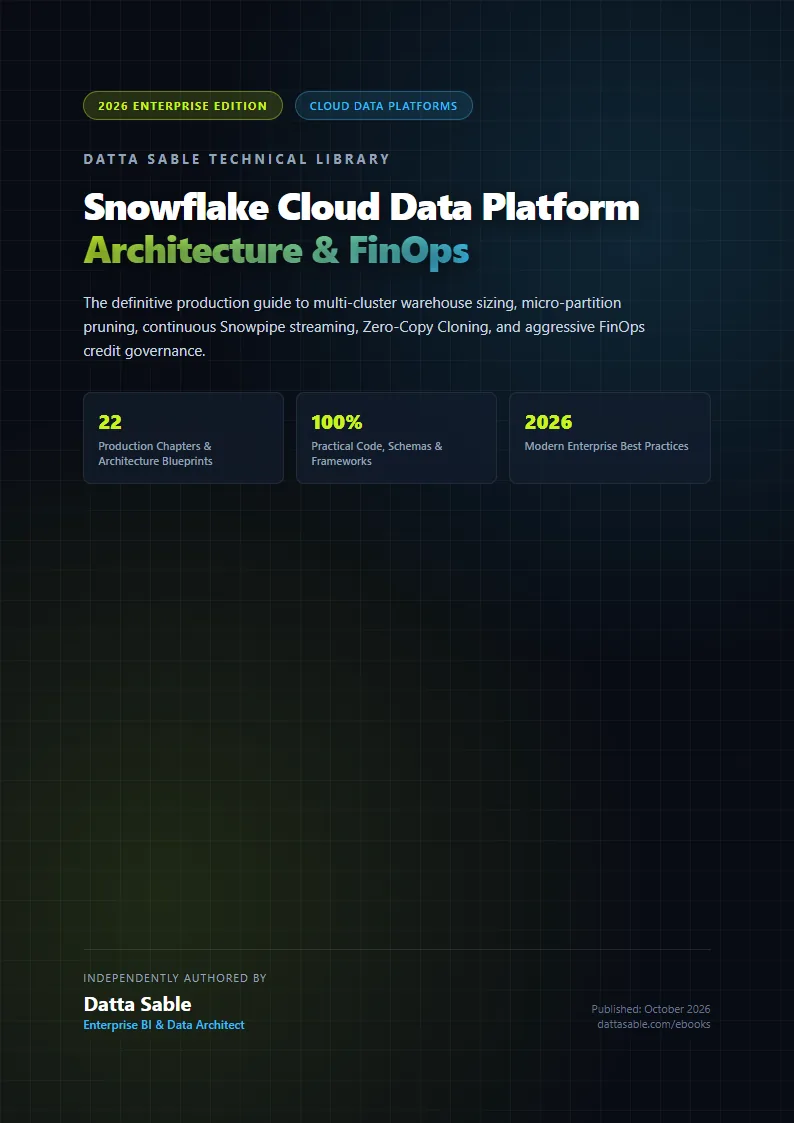 2026 ENTERPRISE EDITION
CLOUD DATA PLATFORMS
DATTA SABLE TECHNICAL LIBRARY
Snowflake Cloud Data Platform
Architecture & FinOps
The definitive production guide to multi-cluster warehouse sizing, micro-partition
pruning, continuous Snowpipe streaming, Zero-Copy Cloning, and aggressive FinOps
credit governance.
22
Production Chapters &
Architecture Blueprints
100%
Practical Code, Schemas &
Frameworks
2026
Modern Enterprise Best Practices
INDEPENDENTLY AUTHORED BY
Datta Sable
Enterprise BI & Data Architect
Published: October 2026
dattasable.com/ebooks